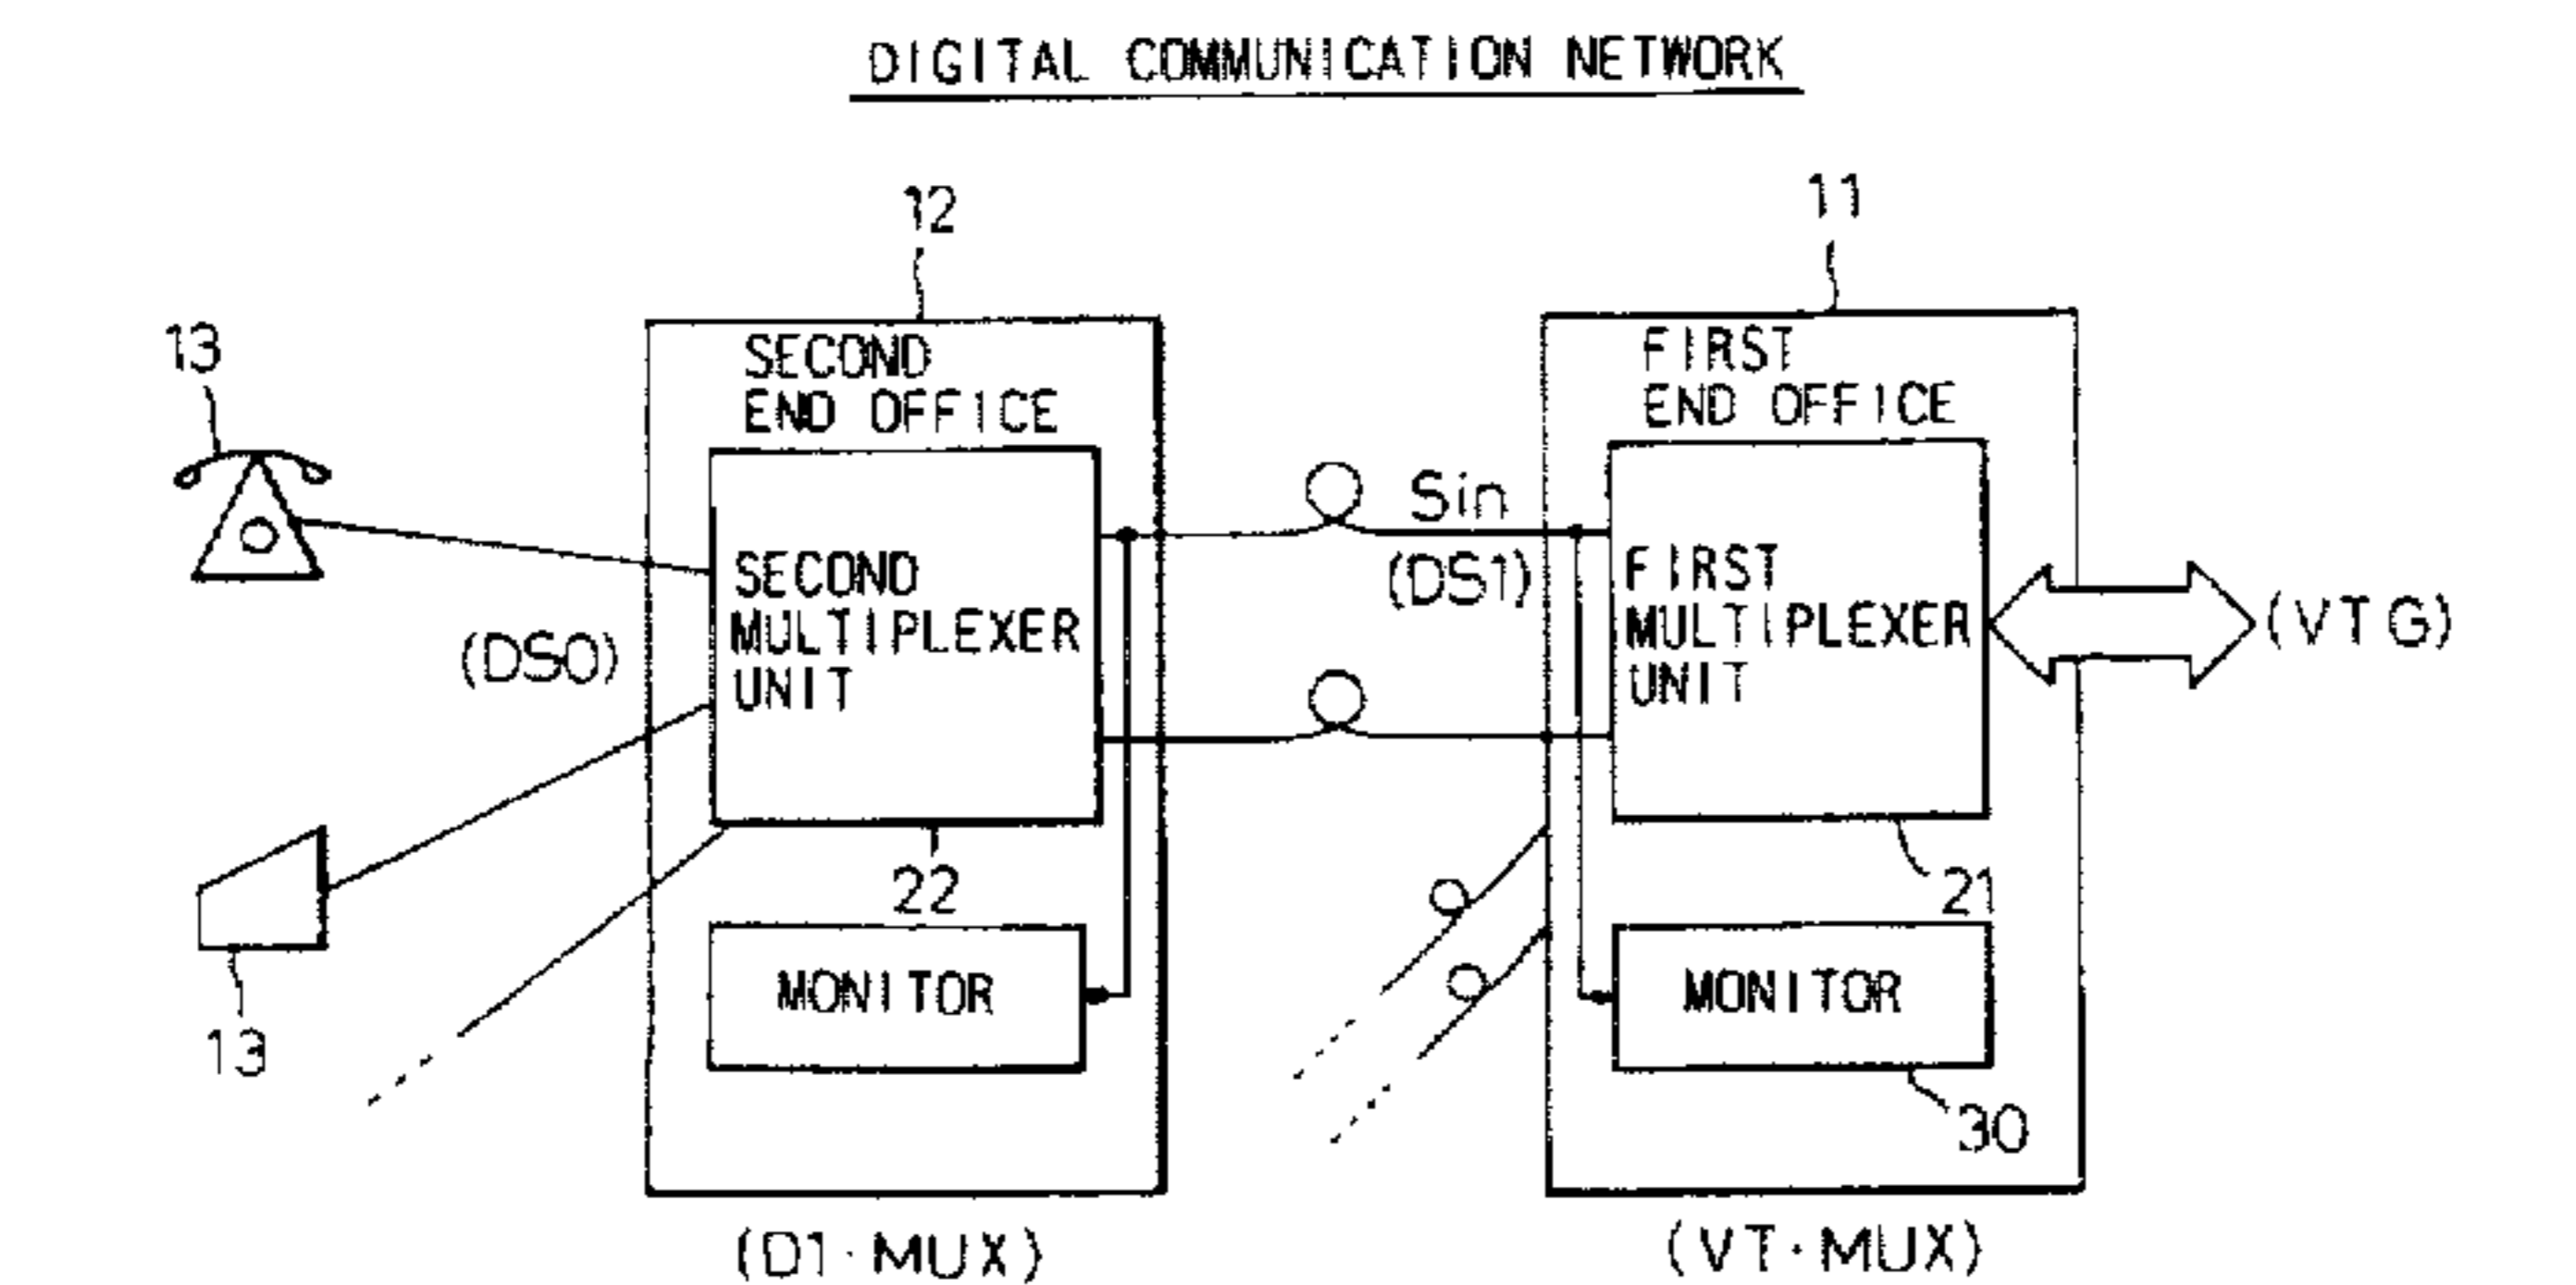 DIGITAL COMMUNICATION NETWORK
12
11
13
SECOND
END OFFICE
FIRST
END OFFICE
Sin
(DS1)
SECOND
MULTIPLEXER
UNIT
FIRST
MULTIPLEXER
UNIT
(VTG)
(DS0)
22
21
MONITOR
MONITOR
13
30
(D1·MUX)
(VT·MUX)